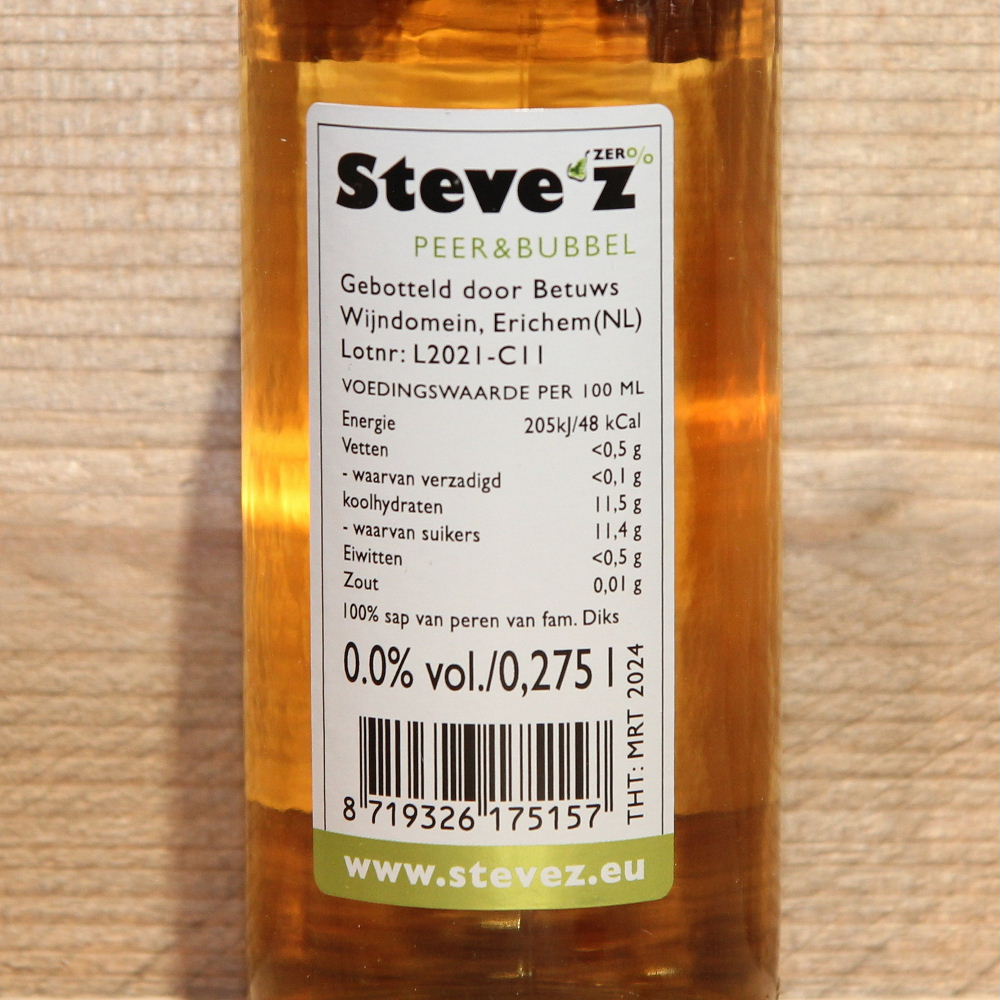 Steve'z ZERO%
PEER&BUBBEL
Gebotteld door Betuws
Wijndomein, Erichem(NL)
Lotnr: L2021-C11
VOEDINGSWAARDE PER 100 ML
Energie 205kJ/48 kCal
Vetten <0,5 g
- waarvan verzadigd <0,1 g
koolhydraten 11,5 g
- waarvan suikers 11,4 g
Eiwitten <0,5 g
Zout 0,01 g
100% sap van peren van fam. Diks
0.0% vol./0,275 l
THT: MRT 2024
8 719326 175157
www.stevez.eu